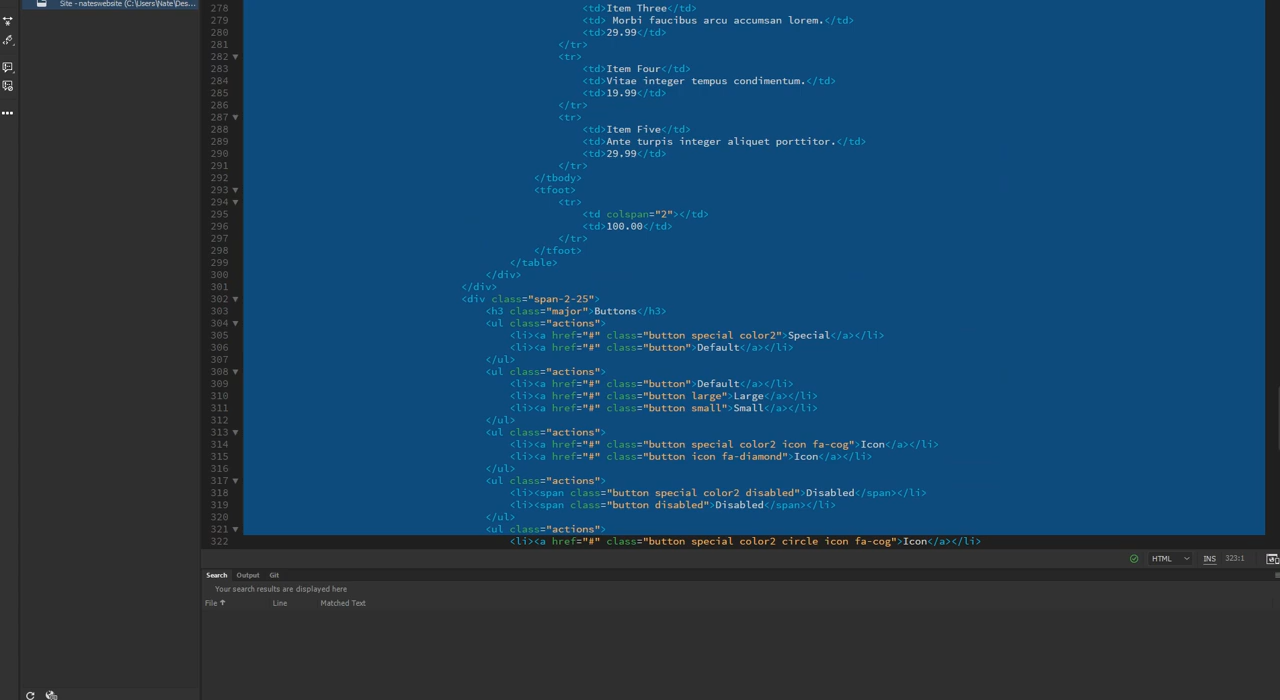 Site - nateswebsite (C:\Users\Nate\Des...
278 <td>Item Three</td>
279 <td> Morbi faucibus arcu accumsan lorem.</td>
280 <td>29.99</td>
281 </tr>
282 <tr>
283 <td>Item Four</td>
284 <td>Vitae integer tempus condimentum.</td>
285 <td>19.99</td>
286 </tr>
287 <tr>
288 <td>Item Five</td>
289 <td>Ante turpis integer aliquet porttitor.</td>
290 <td>29.99</td>
291 </tr>
292 </tbody>
293 <tfoot>
294 <tr>
295 <td colspan="2"></td>
296 <td>100.00</td>
297 </tr>
298 </tfoot>
299 </table>
300 </div>
301 </div>
302 <div class="span-2-25">
303 <h3 class="major">Buttons</h3>
304 <ul class="actions">
305 <li><a href="#" class="button special color2">Special</a></li>
306 <li><a href="#" class="button">Default</a></li>
307 </ul>
308 <ul class="actions">
309 <li><a href="#" class="button">Default</a></li>
310 <li><a href="#" class="button large">Large</a></li>
311 <li><a href="#" class="button small">Small</a></li>
312 </ul>
313 <ul class="actions">
314 <li><a href="#" class="button special color2 icon fa-cog">Icon</a></li>
315 <li><a href="#" class="button icon fa-diamond">Icon</a></li>
316 </ul>
317 <ul class="actions">
318 <li><span class="button special color2 disabled">Disabled</span></li>
319 <li><span class="button disabled">Disabled</span></li>
320 </ul>
321 <ul class="actions">
322 <li><a href="#" class="button special color2 circle icon fa-cog">Icon</a></li>
HTML INS 323:1
Search Output Git
Your search results are displayed here
File Line Matched Text